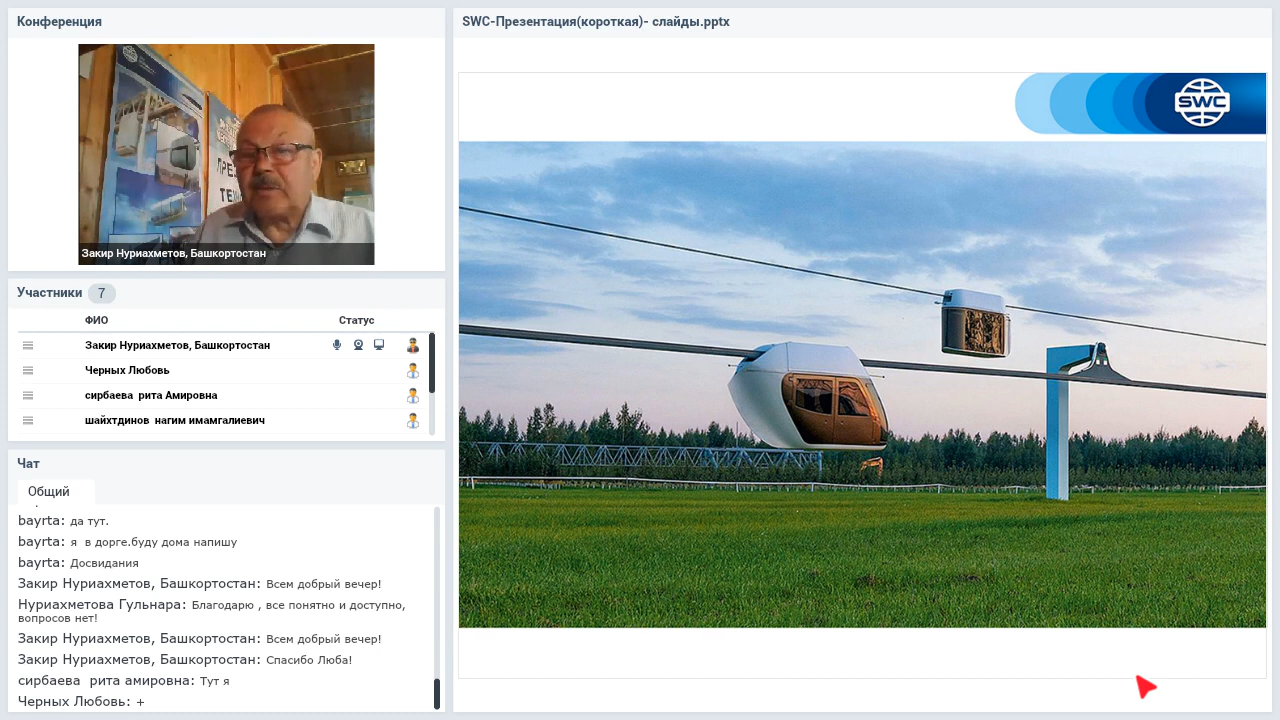 Конференция
Закир Нуриахметов, Башкортостан
Участники 7
ФИО Статус
Закир Нуриахметов, Башкортостан
Черных Любовь
сирбаева рита Амировна
шайхтдинов нагим имамгалиевич
Чат
Общий
bayrta: да тут.
bayrta: я в дорге.буду дома напишу
bayrta: Досвидания
Закир Нуриахметов, Башкортостан: Всем добрый вечер!
Нуриахметова Гульнара: Благодарю , все понятно и доступно,
вопросов нет!
Закир Нуриахметов, Башкортостан: Всем добрый вечер!
Закир Нуриахметов, Башкортостан: Спасибо Люба!
сирбаева рита амировна: Тут я
Черных Любовь: +
SWC-Презентация(короткая)- слайды.pptx
SWC